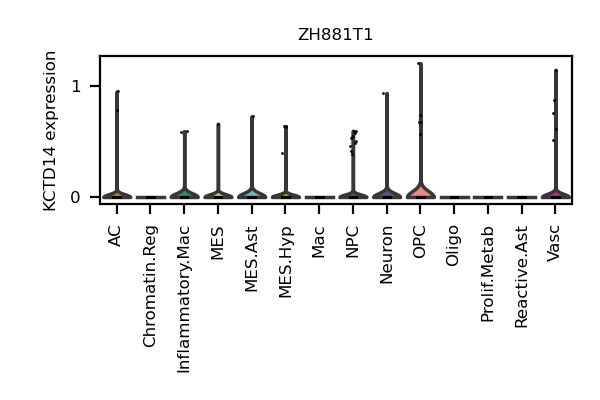 ZH881T1
KCTD14 expression
1
0
AC
Chromatin.Reg
Inflammatory.Mac
MES
MES.Ast
MES.Hyp
Mac
NPC
Neuron
OPC
Oligo
Prolif.Metab
Reactive.Ast
Vasc